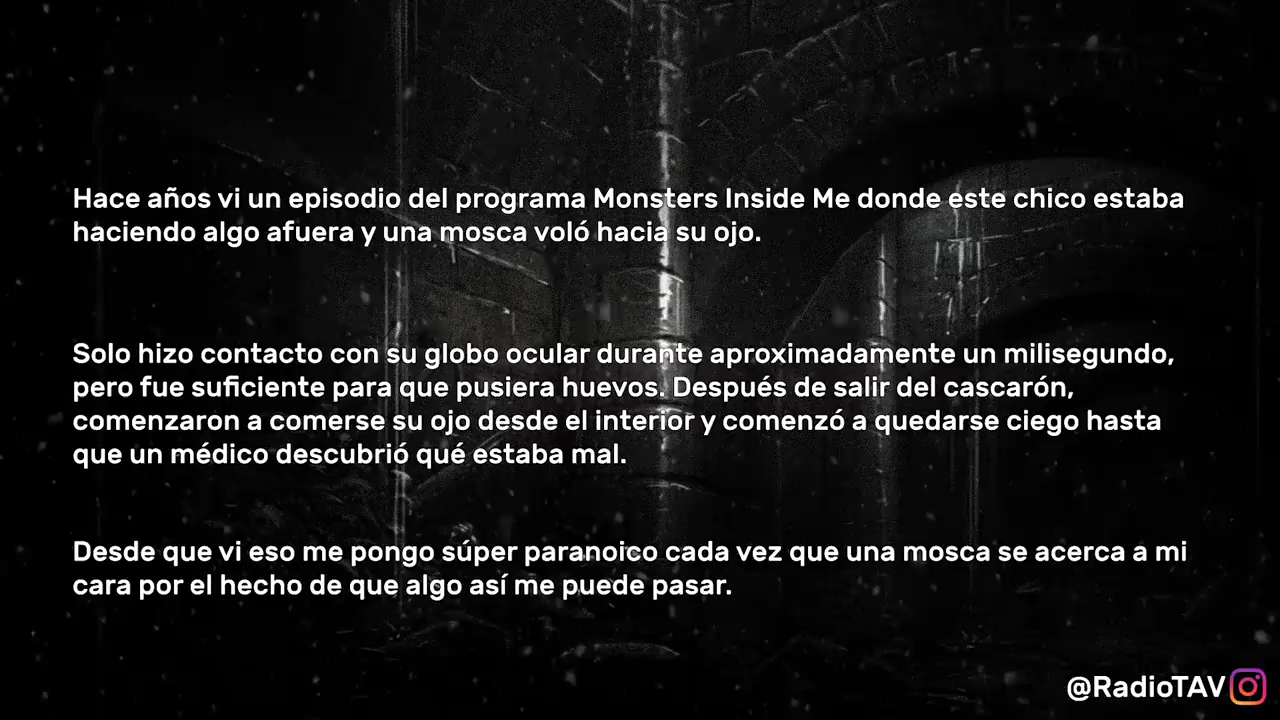 Hace años vi un episodio del programa Monsters Inside Me donde este chico estaba
haciendo algo afuera y una mosca voló hacia su ojo.
Solo hizo contacto con su globo ocular durante aproximadamente un milisegundo,
pero fue suficiente para que pusiera huevos. Después de salir del cascarón,
comenzaron a comerse su ojo desde el interior y comenzó a quedarse ciego hasta
que un médico descubrió qué estaba mal.
Desde que vi eso me pongo súper paranoico cada vez que una mosca se acerca a mi
cara por el hecho de que algo así me puede pasar.
@RadioTAV